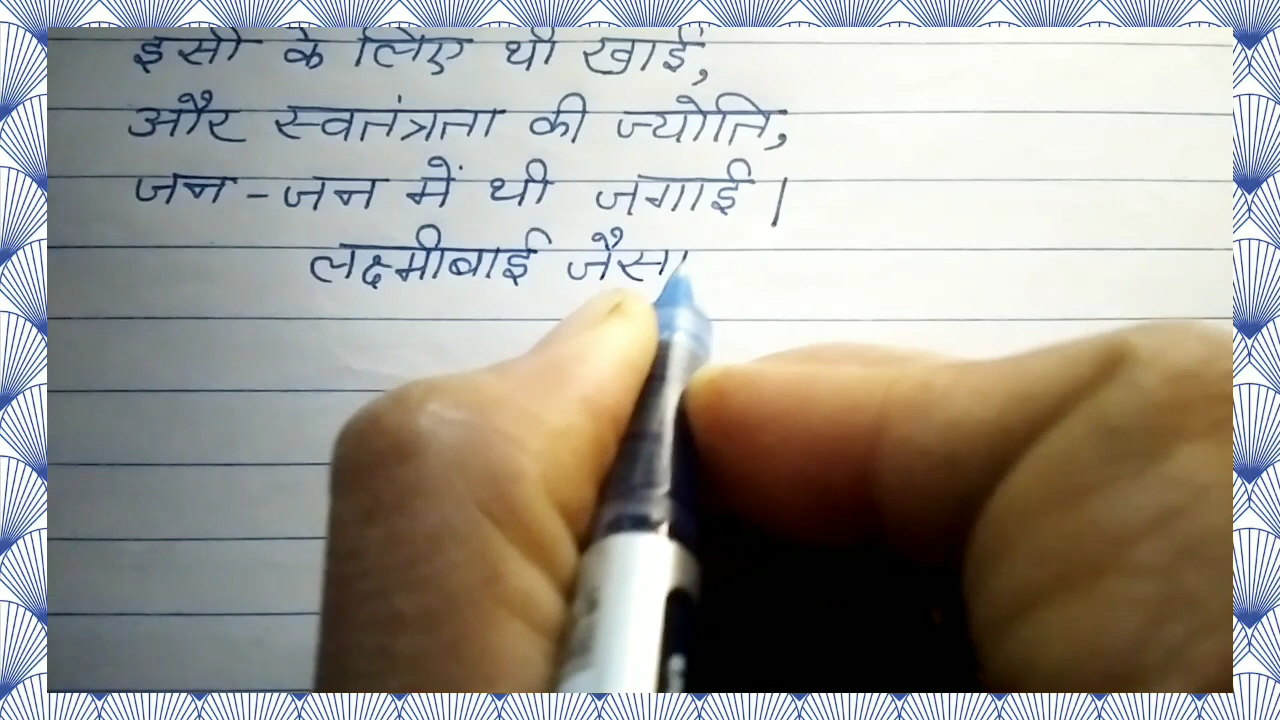 इसी के लिए थी खाई,
और स्वतंत्रता की ज्योति,
जन-जन में थी जगाई।
लक्ष्मीबाई जैसा